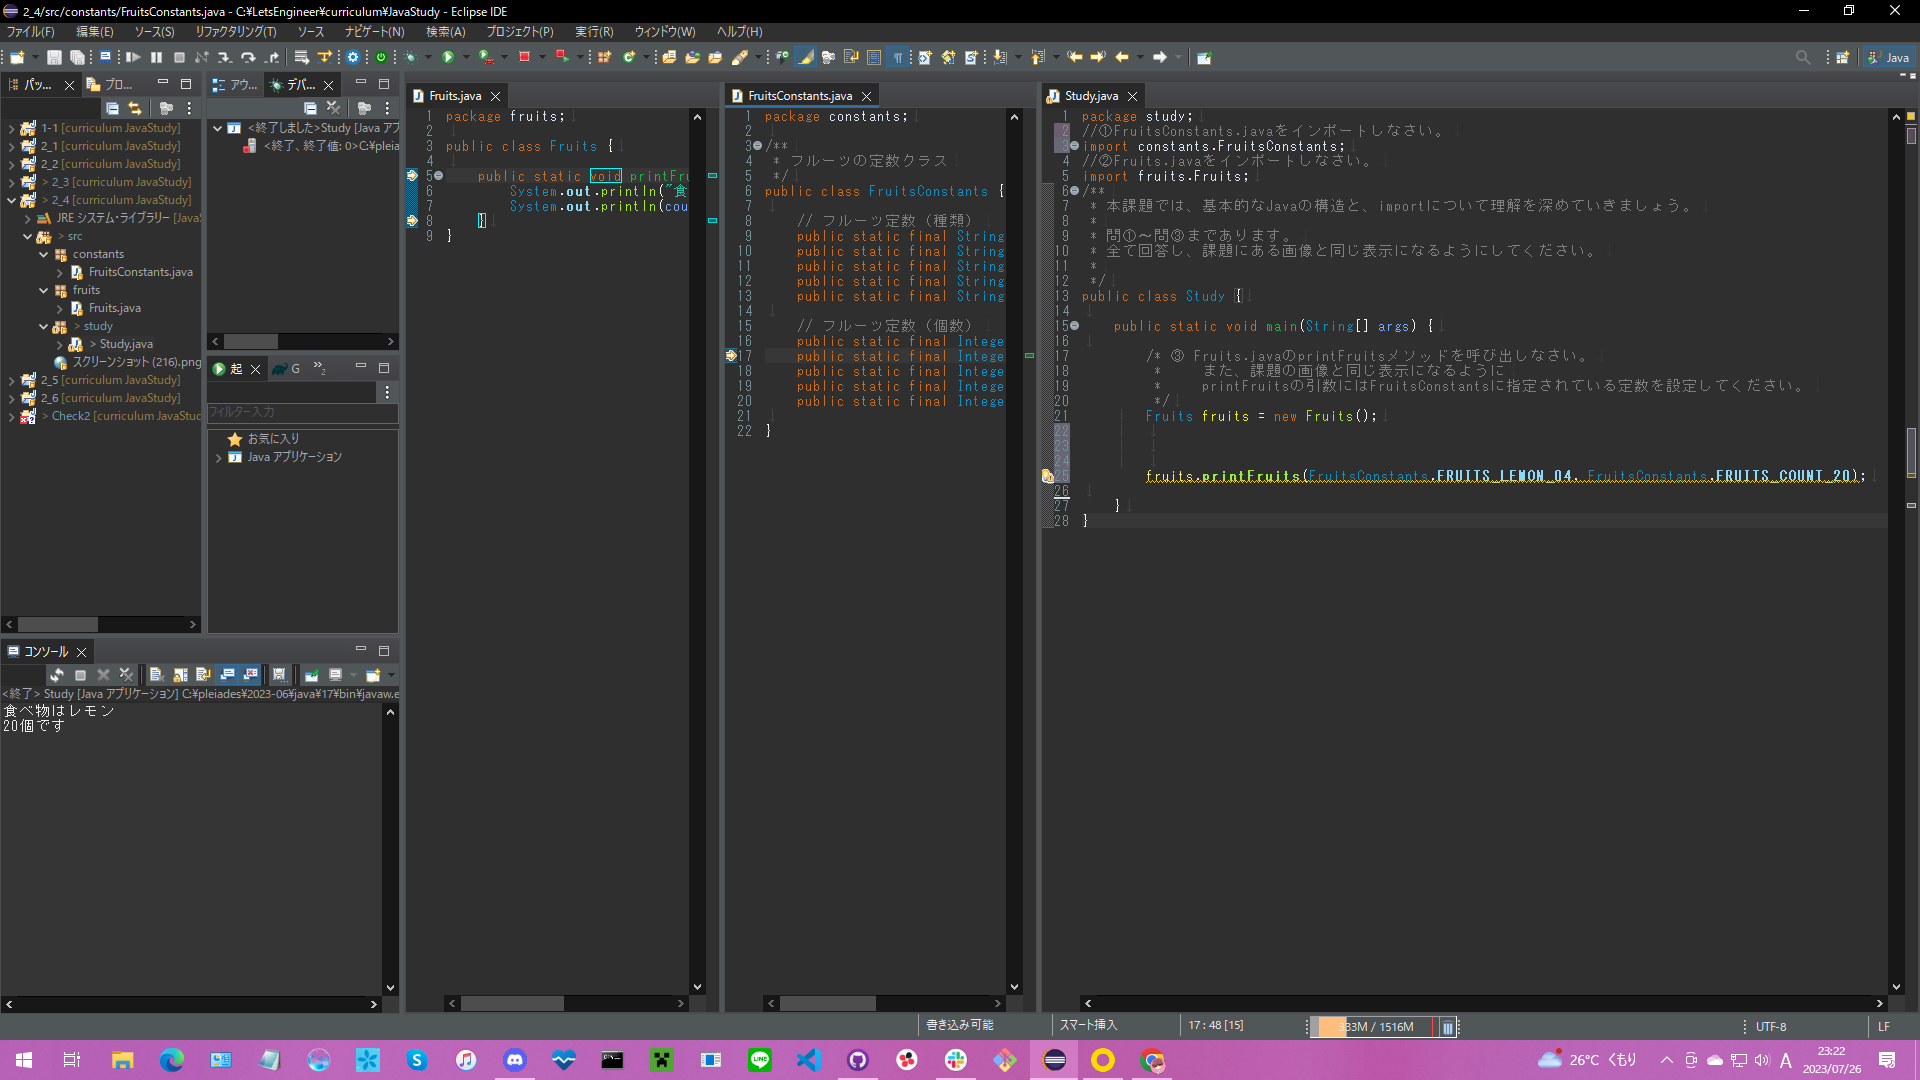 2_4/src/constants/FruitsConstants.java - C:¥LetsEngineer¥curriculum¥JavaStudy - Eclipse IDE
ファイル(F) 編集(E) ソース(S) リファクタリング(T) ソース ナビゲート(N) 検索(A) プロジェクト(P) 実行(R) ウィンドウ(W) ヘルプ(H)
Java
パッ...
プロ...
1-1 [curriculum JavaStudy]
2_1 [curriculum JavaStudy]
2_2 [curriculum JavaStudy]
> 2_3 [curriculum JavaStudy]
> 2_4 [curriculum JavaStudy]
JRE システム・ライブラリー [JavaS
> src
constants
FruitsConstants.java
fruits
Fruits.java
> study
> Study.java
スクリーンショット (216).png
2_5 [curriculum JavaStudy]
2_6 [curriculum JavaStudy]
> Check2 [curriculum JavaStud
アウ...
デバ...
<終了しました>Study [Java アプ
<終了、終了値: 0>C:¥pleia
起
G
»2
フィルター入力
お気に入り
Java アプリケーション
コンソール
<終了> Study [Java アプリケーション] C:¥pleiades¥2023-06¥java¥17¥bin¥javaw.e
食べ物はレモン
20個です
Fruits.java
1 package fruits;
2
3 public class Fruits {
4
5 public static void printFru
6 System.out.println("食
7 System.out.println(cou
8 }
9 }
FruitsConstants.java
1 package constants;
2
3 /**
4 * フルーツの定数クラス
5 */
6 public class FruitsConstants {
7
8 // フルーツ定数（種類）
9 public static final String
10 public static final String
11 public static final String
12 public static final String
13 public static final String
14
15 // フルーツ定数（個数）
16 public static final Intege
17 public static final Intege
18 public static final Intege
19 public static final Intege
20 public static final Intege
21
22 }
Study.java
1 package study;
2 //①FruitsConstants.javaをインポートしなさい。
3 import constants.FruitsConstants;
4 //②Fruits.javaをインポートしなさい。
5 import fruits.Fruits;
6 /**
7 * 本課題では、基本的なJavaの構造と、importについて理解を深めていきましょう。
8 *
9 * 問①～問③まであります。
10 * 全て回答し、課題にある画像と同じ表示になるようにしてください。
11 *
12 */
13 public class Study {
14
15 public static void main(String[] args) {
16
17 /* ③ Fruits.javaのprintFruitsメソッドを呼び出しなさい。
18 * また、課題の画像と同じ表示になるように
19 * printFruitsの引数にはFruitsConstantsに指定されている定数を設定してください。
20 */
21 Fruits fruits = new Fruits();
22
23
24
25 fruits.printFruits(FruitsConstants.FRUITS_LEMON_04, FruitsConstants.FRUITS_COUNT_20);
26
27 }
28 }
書き込み可能
スマート挿入
17 : 48 [15]
333M / 1516M
UTF-8
LF
26°C くもり
A
23:22
2023/07/26